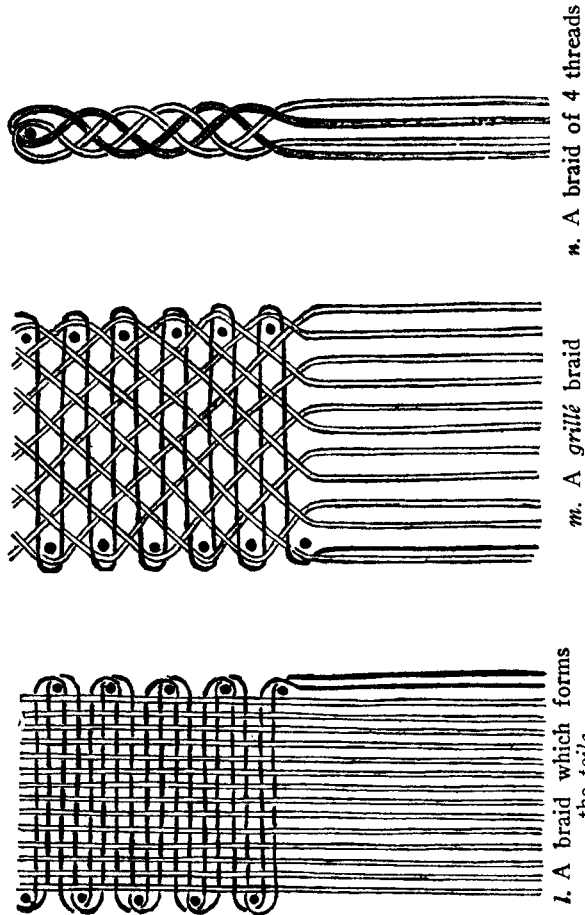 l. A braid which forms
the toile
m. A grillé braid
n. A braid of 4 threads